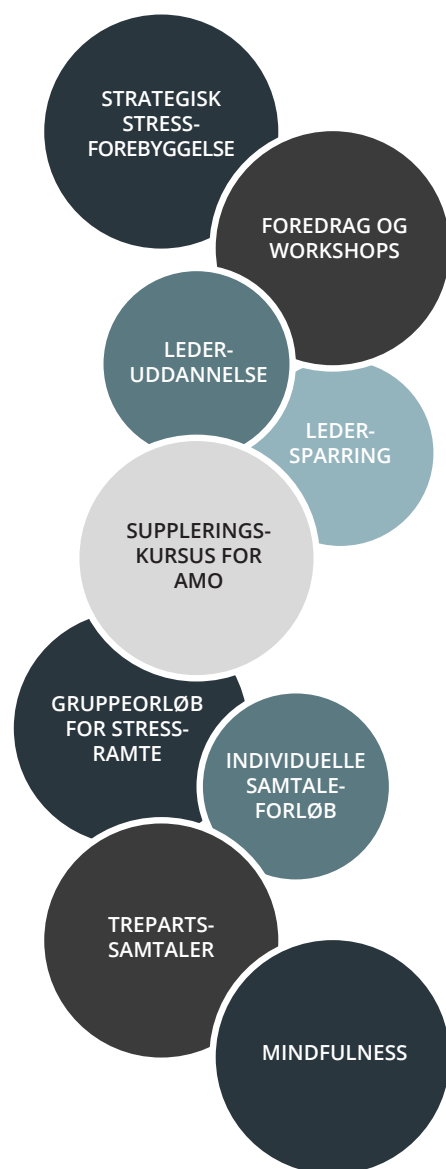 STRATEGISK
STRESS-
FOREBYGGELSE
FOREDRAG OG
WORKSHOPS
LEDER-
UDDANNELSE
LEDER-
SPARRING
SUPPLERINGS-
KURSUS FOR
AMO
GRUPPEORLØB
FOR STRESS-
RAMTE
INDIVIDUELLE
SAMTALE-
FORLØB
TREPARTS-
SAMTALER
MINDFULNESS